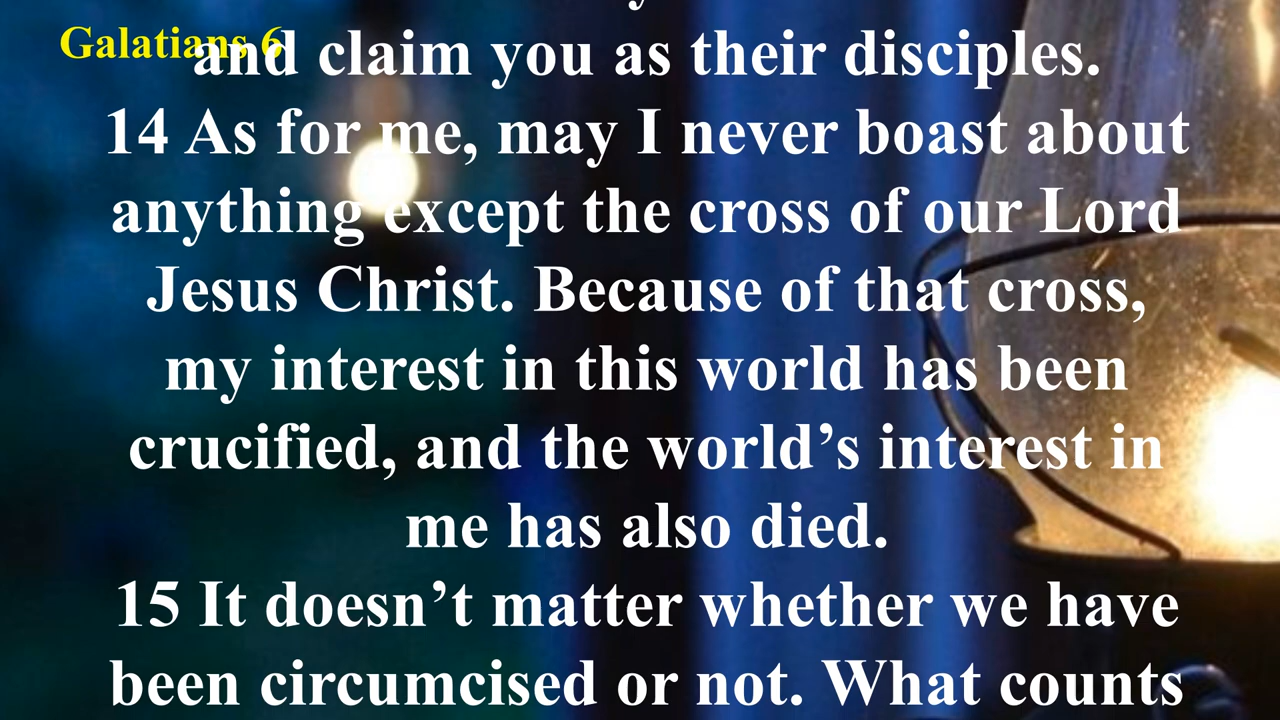 Galatians 6
and claim you as their disciples.
14 As for me, may I never boast about
anything except the cross of our Lord
Jesus Christ. Because of that cross,
my interest in this world has been
crucified, and the world’s interest in
me has also died.
15 It doesn’t matter whether we have
been circumcised or not. What counts